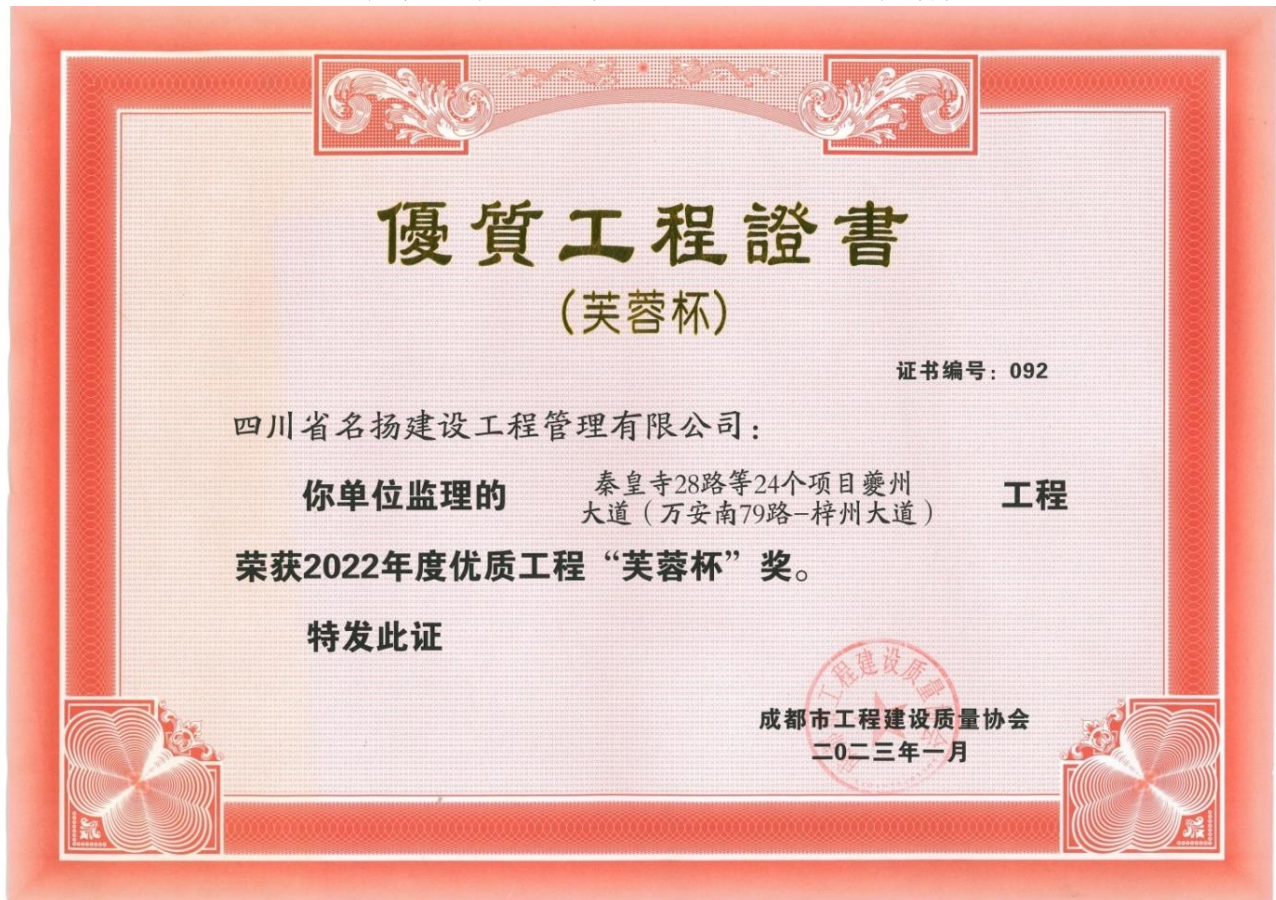 優質工程證書
(芙蓉杯)
证书编号：092
四川省名扬建设工程管理有限公司：
你单位监理的 秦皇寺28路等24个项目夔州大道（万安南79路–梓州大道） 工程
荣获2022年度优质工程“芙蓉杯”奖。
特发此证
成都市工程建设质量协会
二〇二三年一月